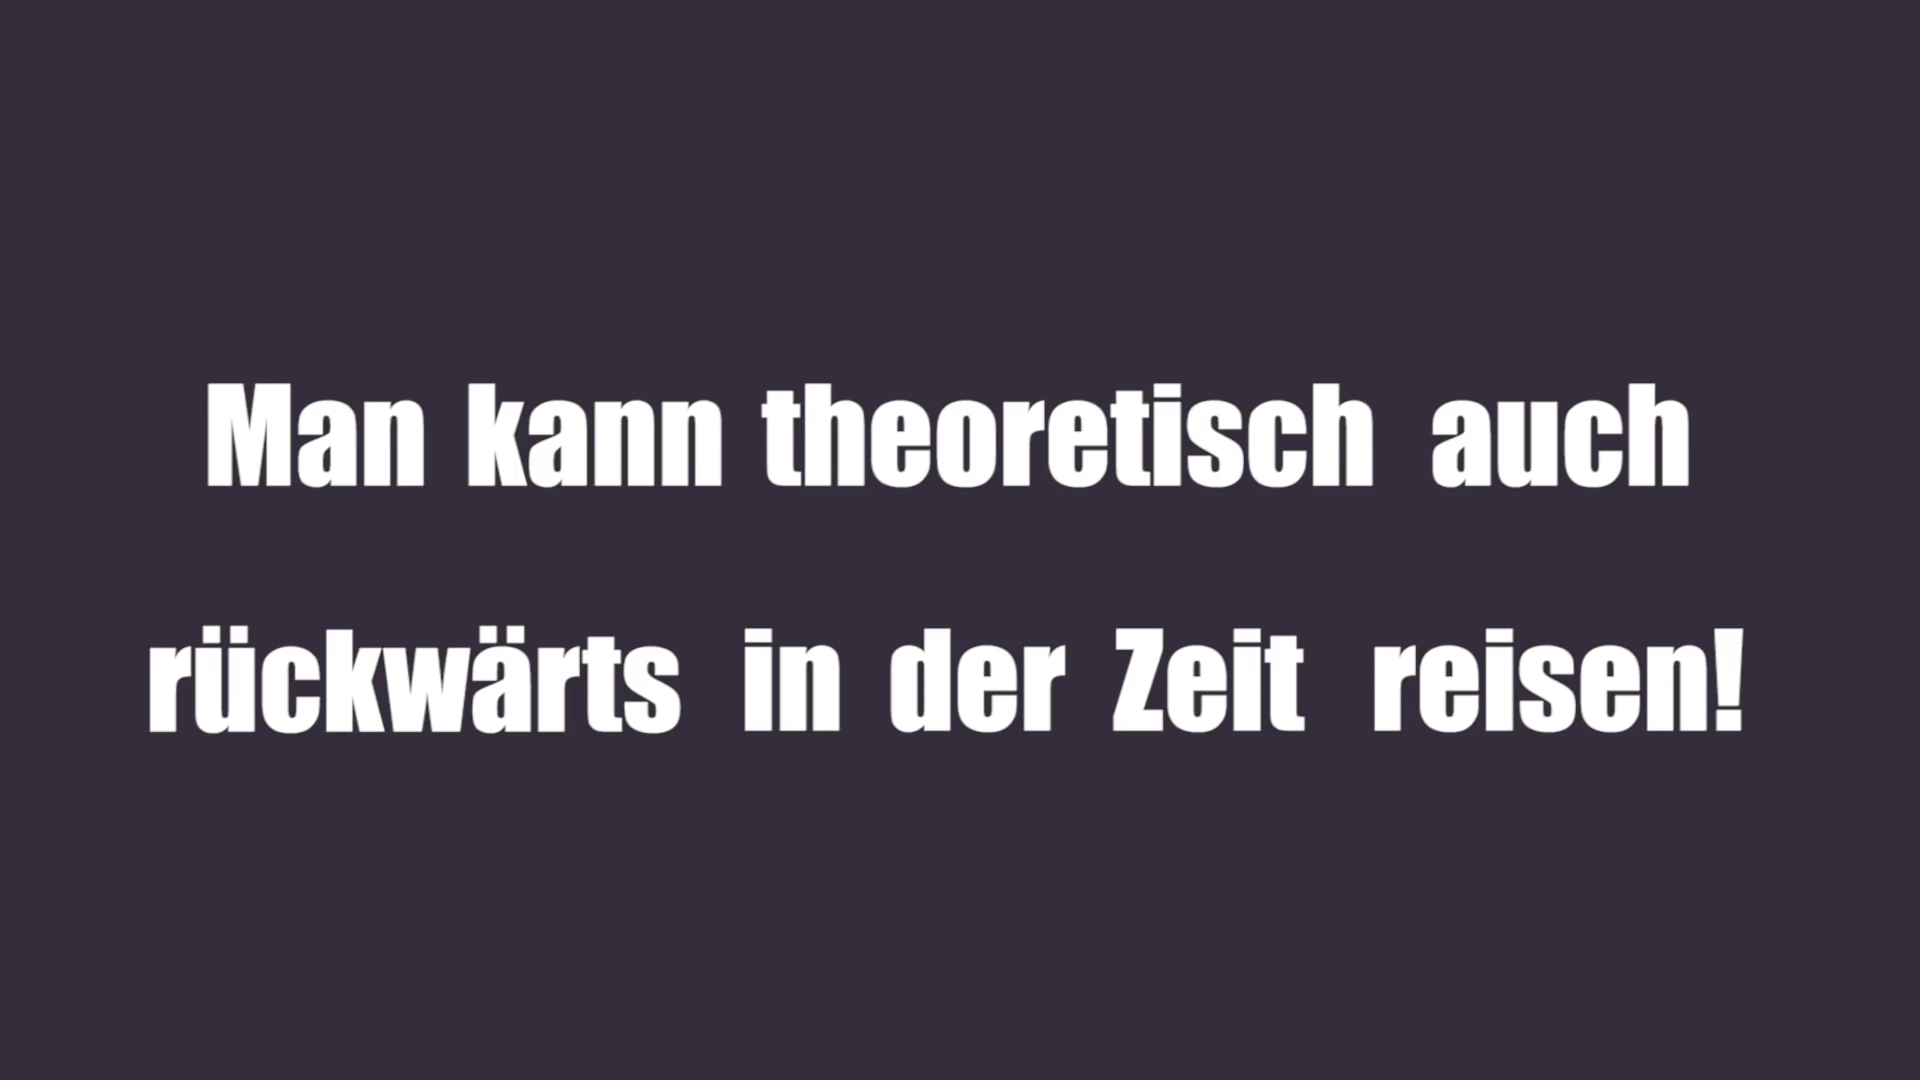 Man kann theoretisch auch
rückwärts in der Zeit reisen!